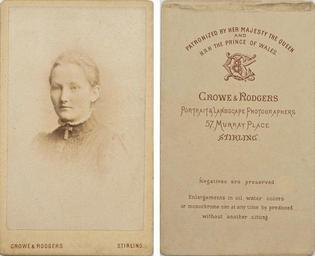 CROWE & RODGERS STIRLING
PATRONIZED BY HER MAJESTY THE QUEEN
AND
H.R.H. THE PRINCE OF WALES.
CROWE & RODGERS
PORTRAIT & LANDSCAPE PHOTOGRAPHERS
57, MURRAY PLACE
STIRLING.
Negatives are preserved
Enlargements in oil, water colors
or monochrome can at any time be produced
without another sitting